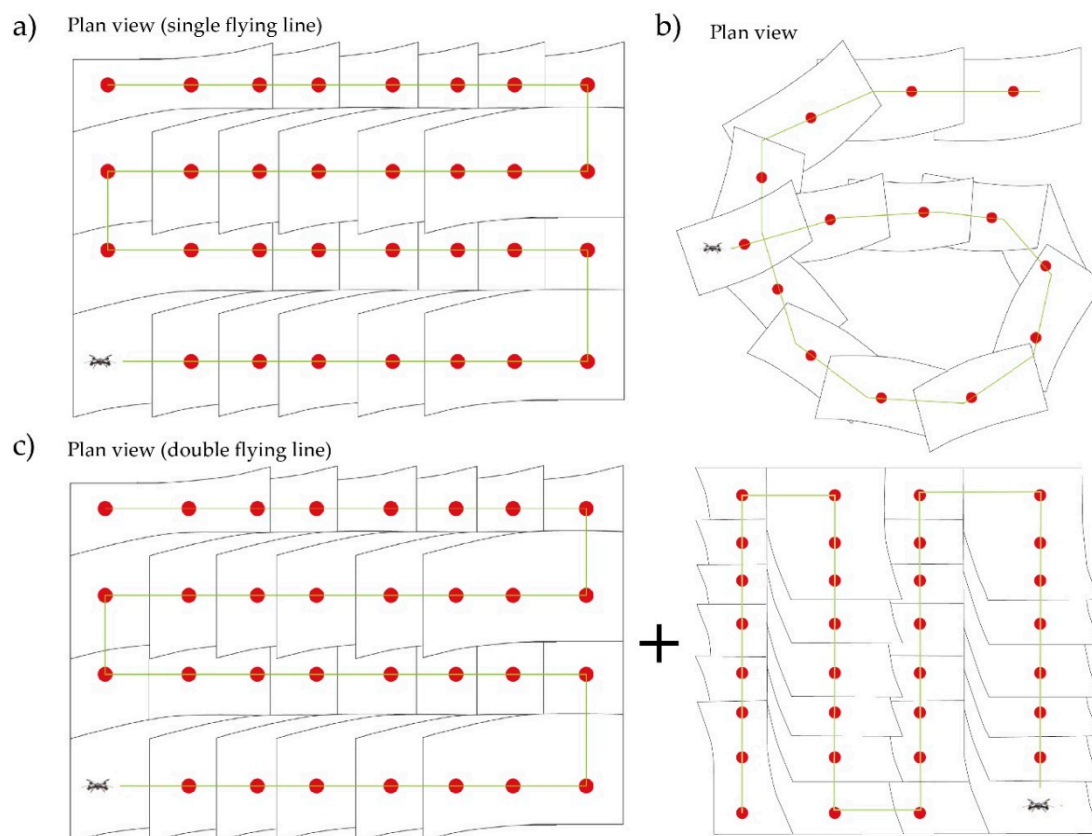 a) Plan view (single flying line)
b) Plan view
c) Plan view (double flying line)
+